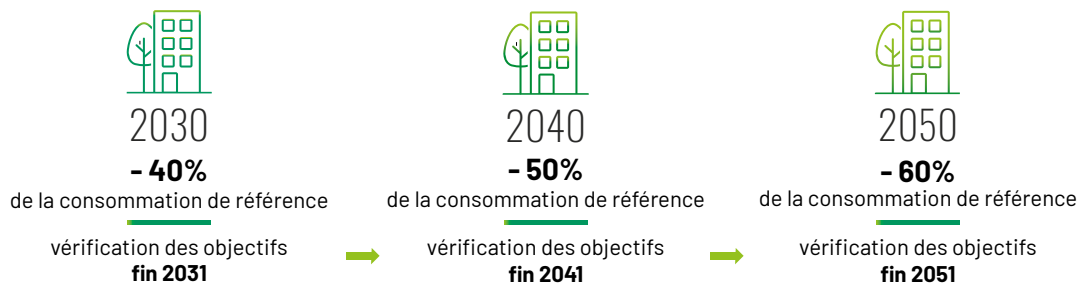 2030
- 40%
de la consommation de référence
vérification des objectifs
fin 2031
2040
- 50%
de la consommation de référence
vérification des objectifs
fin 2041
2050
- 60%
de la consommation de référence
vérification des objectifs
fin 2051